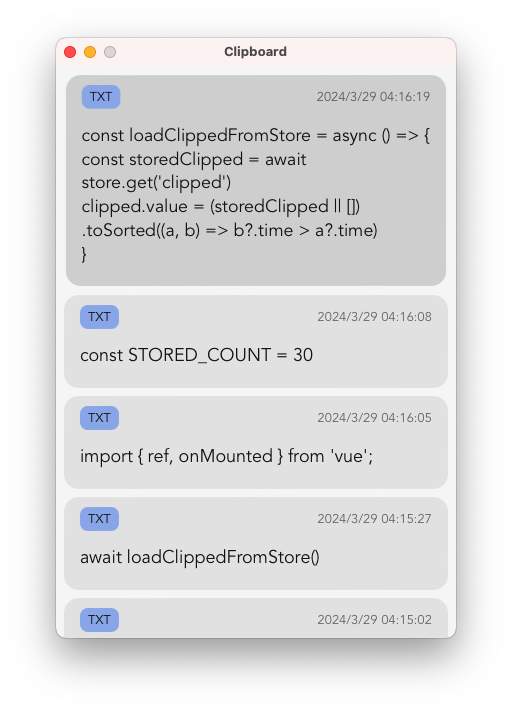 Clipboard
TXT 2024/3/29 04:16:19
const loadClippedFromStore = async () => {
const storedClipped = await
store.get('clipped')
clipped.value = (storedClipped || [])
.toSorted((a, b) => b?.time > a?.time)
}
TXT 2024/3/29 04:16:08
const STORED_COUNT = 30
TXT 2024/3/29 04:16:05
import { ref, onMounted } from 'vue';
TXT 2024/3/29 04:15:27
await loadClippedFromStore()
TXT 2024/3/29 04:15:02